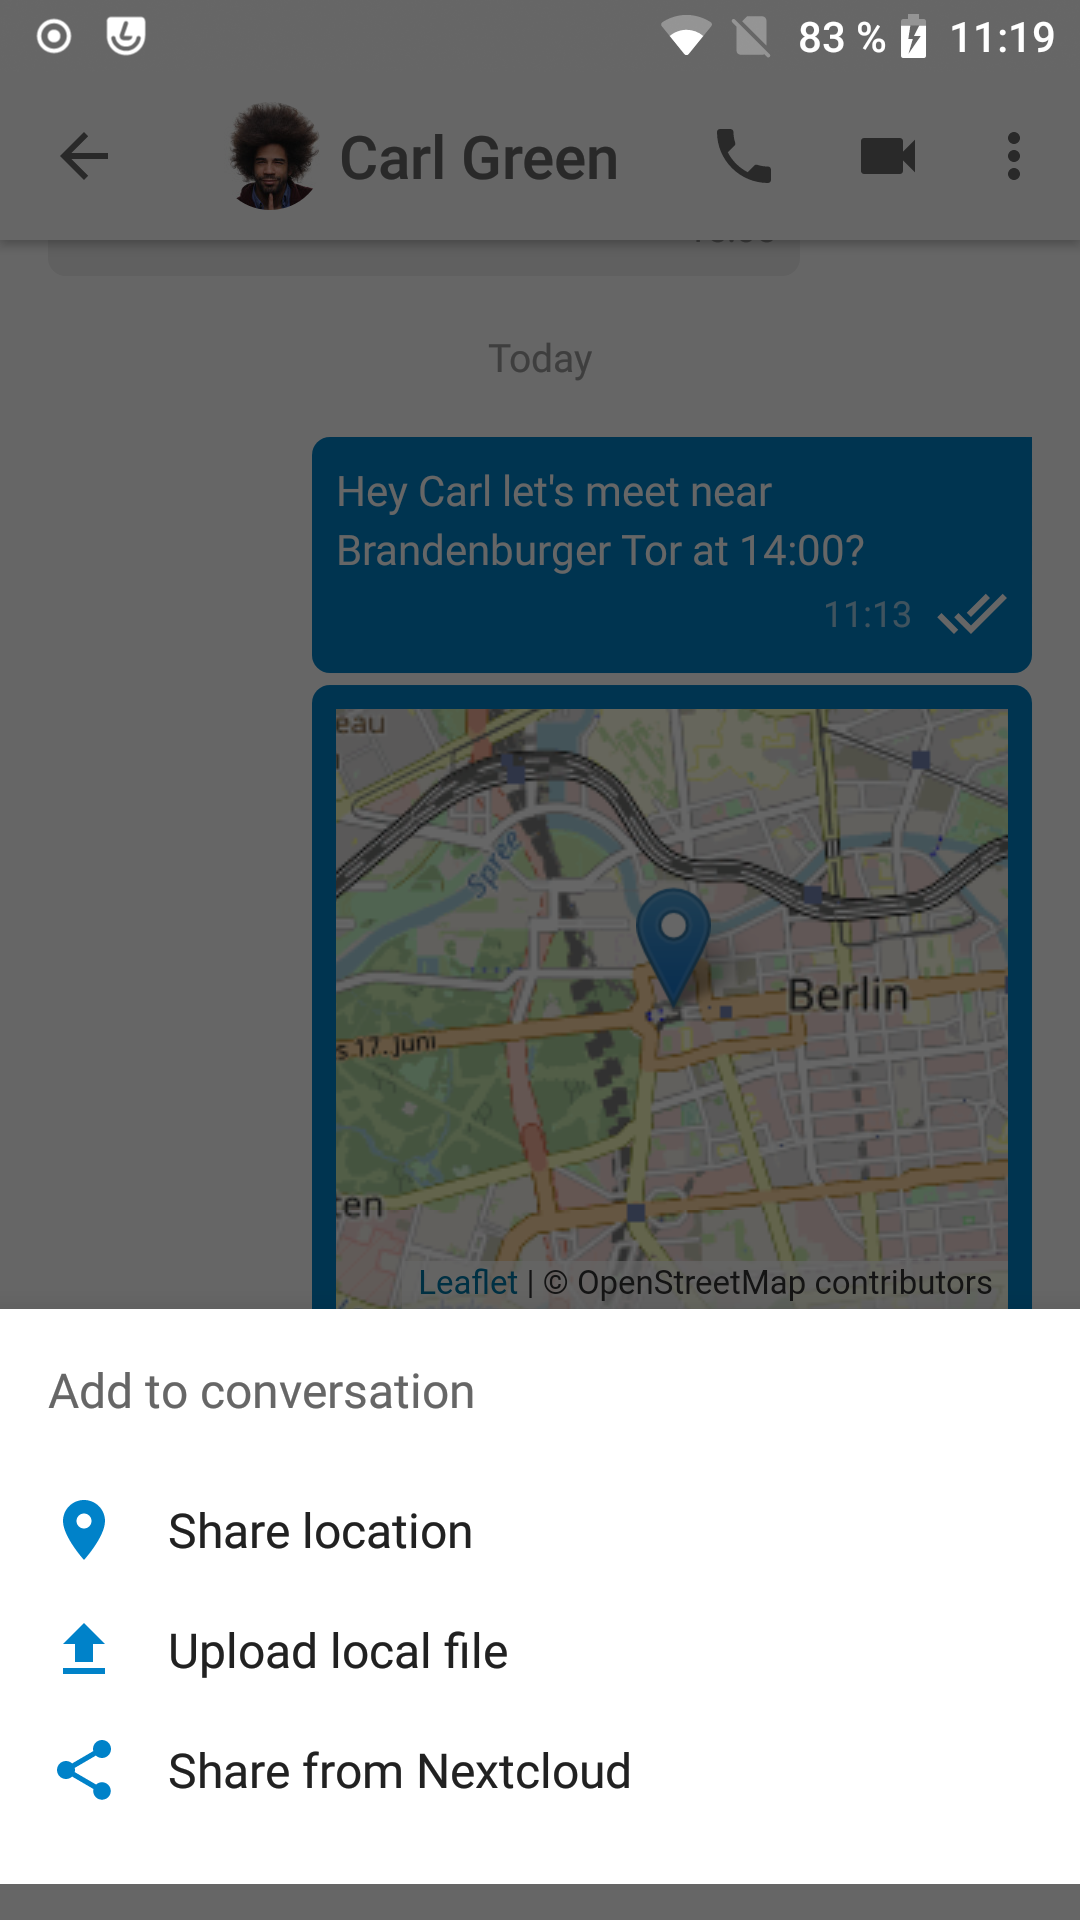 83 % 11:19
Carl Green
Today
Hey Carl let's meet near
Brandenburger Tor at 14:00?
11:13
eau
Spree
Berlin
s 17. Juni
ten
Leaflet | © OpenStreetMap contributors
Add to conversation
Share location
Upload local file
Share from Nextcloud